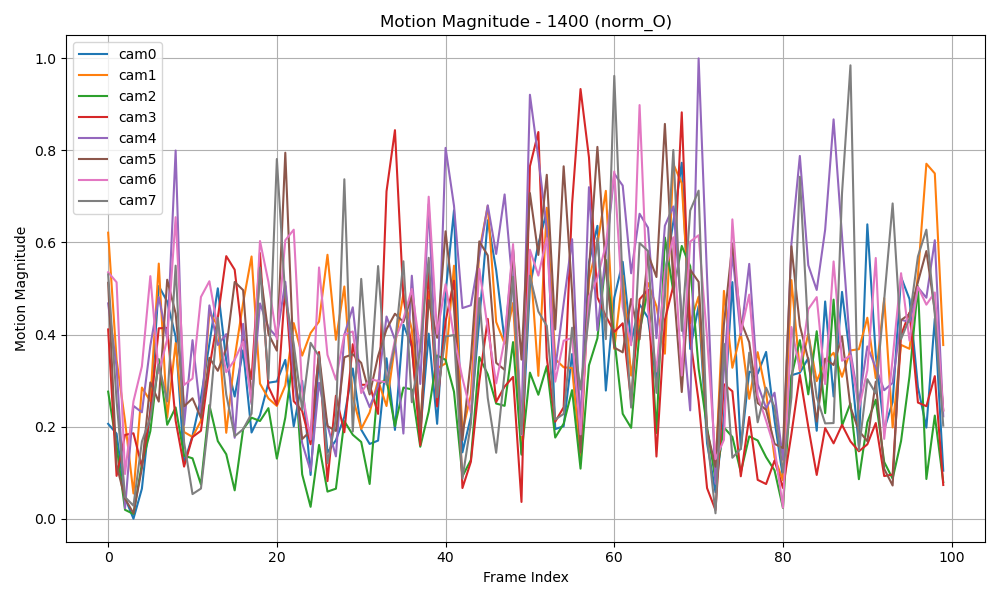 Motion Magnitude - 1400 (norm_O)
cam0
cam1
cam2
cam3
cam4
cam5
cam6
cam7
Motion Magnitude
1.0
0.8
0.6
0.4
0.2
0.0
0
20
40
60
80
100
Frame Index